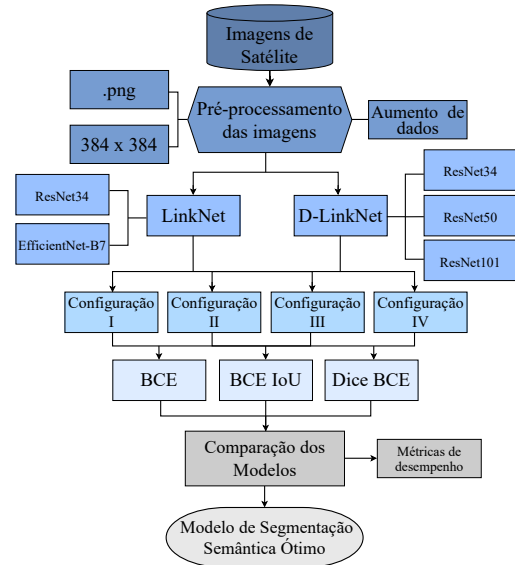 Imagens de
Satélite
.png
384 x 384
Pré-processamento
das imagens
Aumento de
dados
ResNet34
EfficientNet-B7
LinkNet
D-LinkNet
ResNet34
ResNet50
ResNet101
Configuração
I
Configuração
II
Configuração
III
Configuração
IV
BCE
BCE IoU
Dice BCE
Comparação dos
Modelos
Métricas de
desempenho
Modelo de Segmentação
Semântica Ótimo